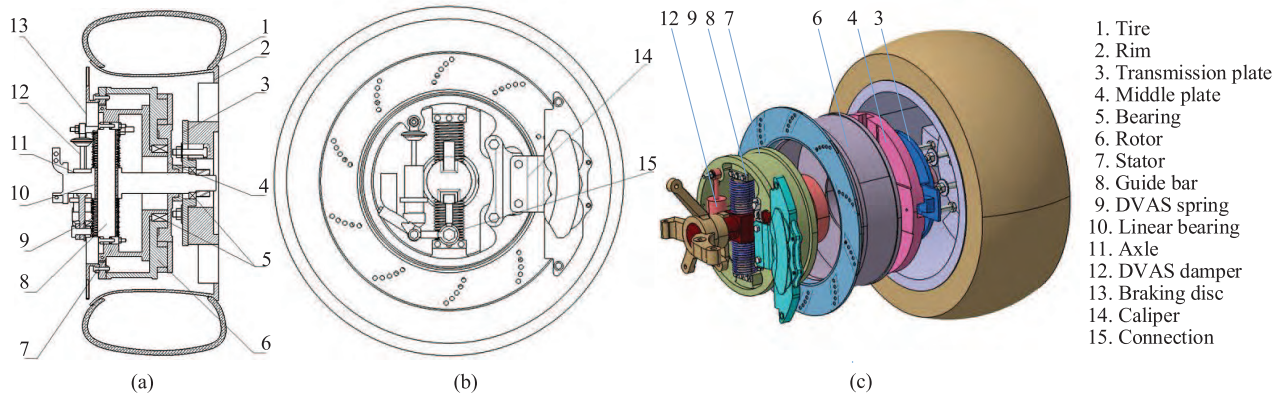 13
12
11
10
9
8
7
1
2
3
4
5
6
(a)
14
15
(b)
12 9 8 7 6 4 3
(c)
1. Tire
2. Rim
3. Transmission plate
4. Middle plate
5. Bearing
6. Rotor
7. Stator
8. Guide bar
9. DVAS spring
10. Linear bearing
11. Axle
12. DVAS damper
13. Braking disc
14. Caliper
15. Connection